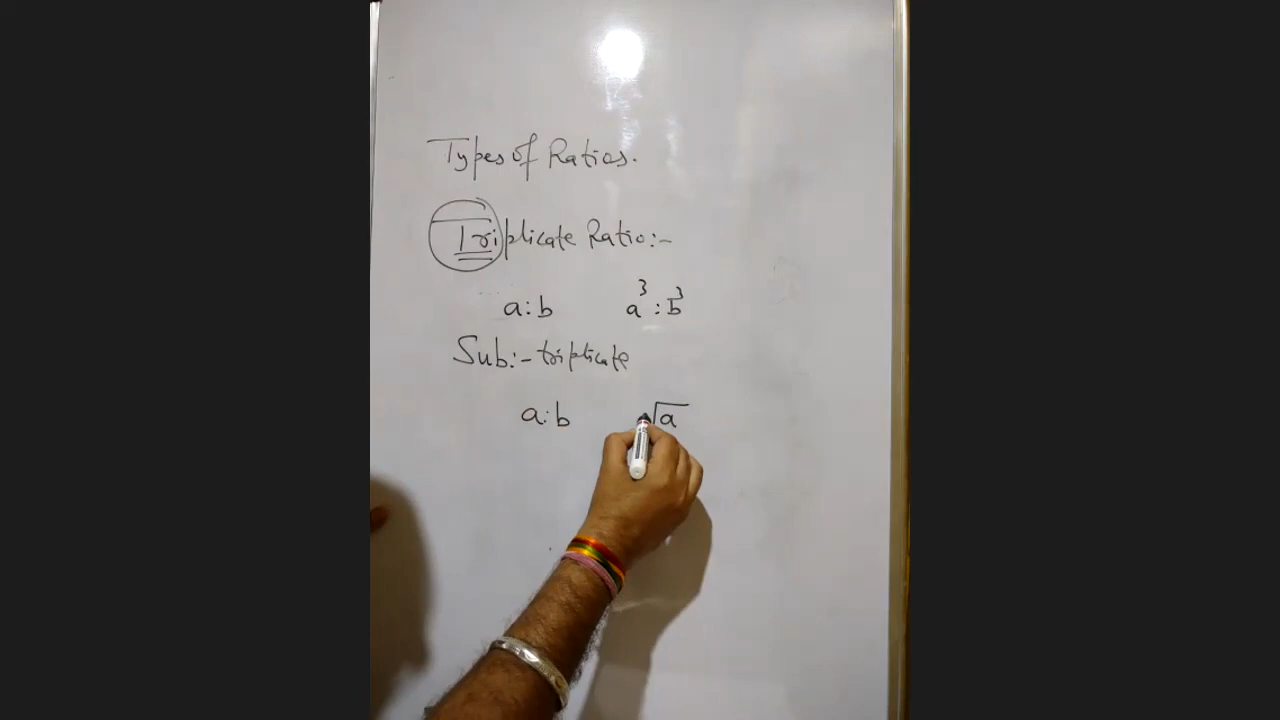 Types of Ratios.
Triplicate Ratio:-
a:b a³:b³
Sub:- triplicate
a:b √a